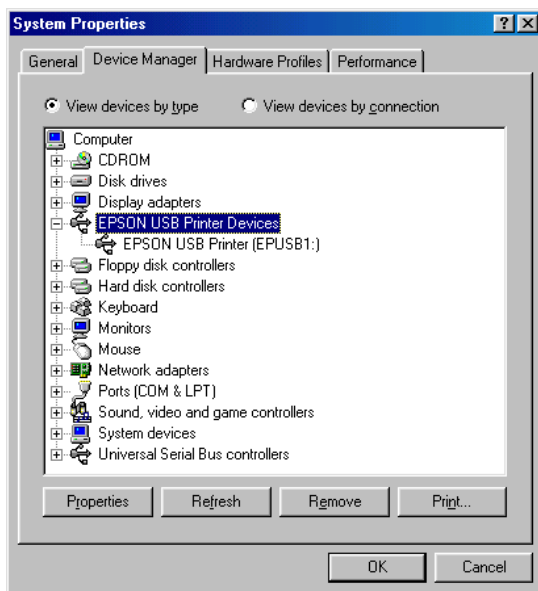 System Properties
General Device Manager Hardware Profiles Performance
View devices by type View devices by connection
Computer
CDROM
Disk drives
Display adapters
EPSON USB Printer Devices
EPSON USB Printer (EPUSB1:)
Floppy disk controllers
Hard disk controllers
Keyboard
Monitors
Mouse
Network adapters
Ports (COM & LPT)
Sound, video and game controllers
System devices
Universal Serial Bus controllers
Properties Refresh Remove Print...
OK Cancel